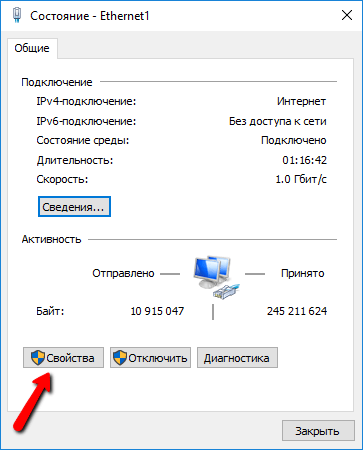 Состояние - Ethernet1
Общие
Подключение
IPv4-подключение: Интернет
IPv6-подключение: Без доступа к сети
Состояние среды: Подключено
Длительность: 01:16:42
Скорость: 1.0 Гбит/с
Сведения...
Активность
Отправлено Принято
Байт: 10 915 047 245 211 624
Свойства Отключить Диагностика
Закрыть